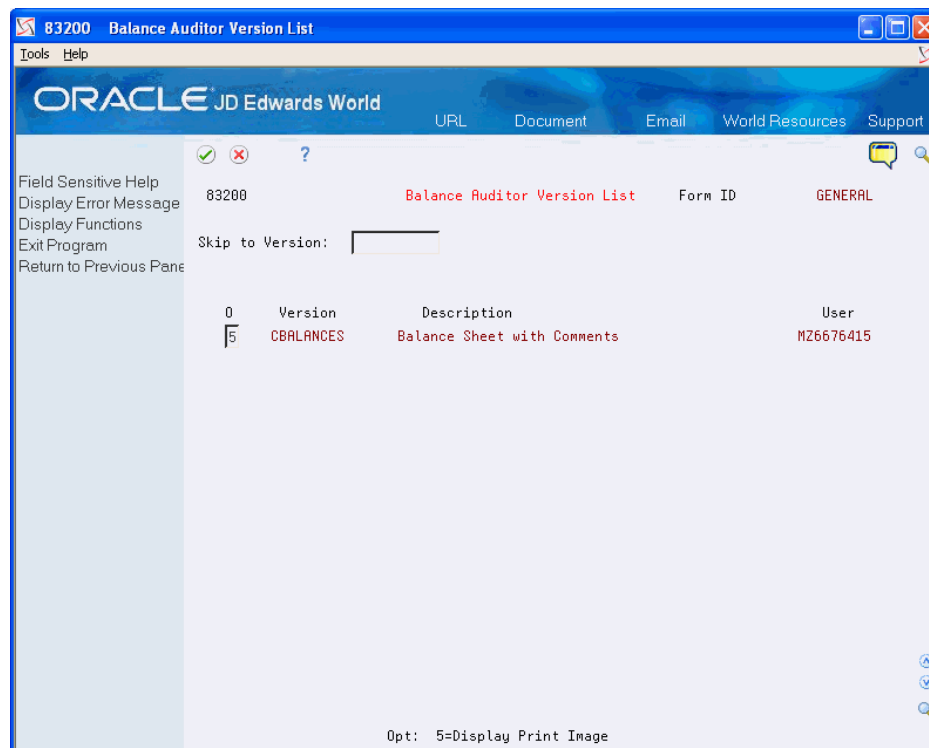 83200 Balance Auditor Version List
Tools Help
ORACLE JD Edwards World
URL Document Email World Resources Support
Field Sensitive Help
Display Error Message
Display Functions
Exit Program
Return to Previous Pane
?
83200 Balance Auditor Version List Form ID GENERAL
Skip to Version:
O Version Description User
5 CBALANCES Balance Sheet with Comments MZ6676415
Opt: 5=Display Print Image